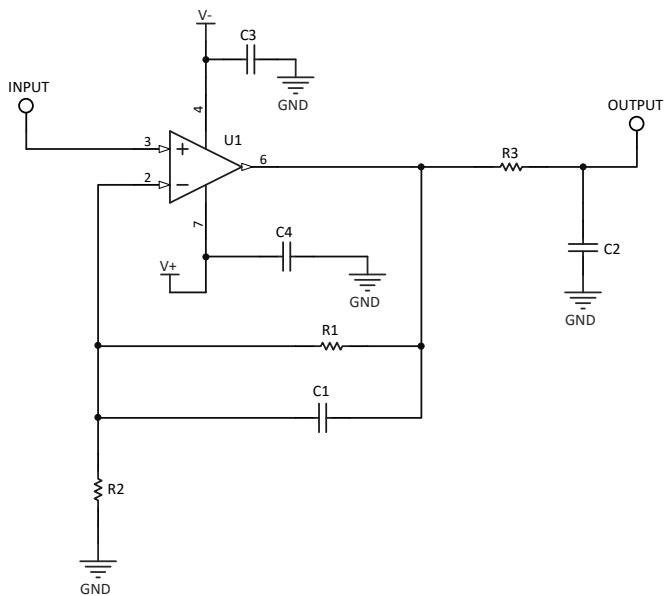 V-
C3
GND
INPUT
4
U1
3
+
6
2
−
7
OUTPUT
R3
C2
GND
C4
V+
GND
R1
C1
R2
GND